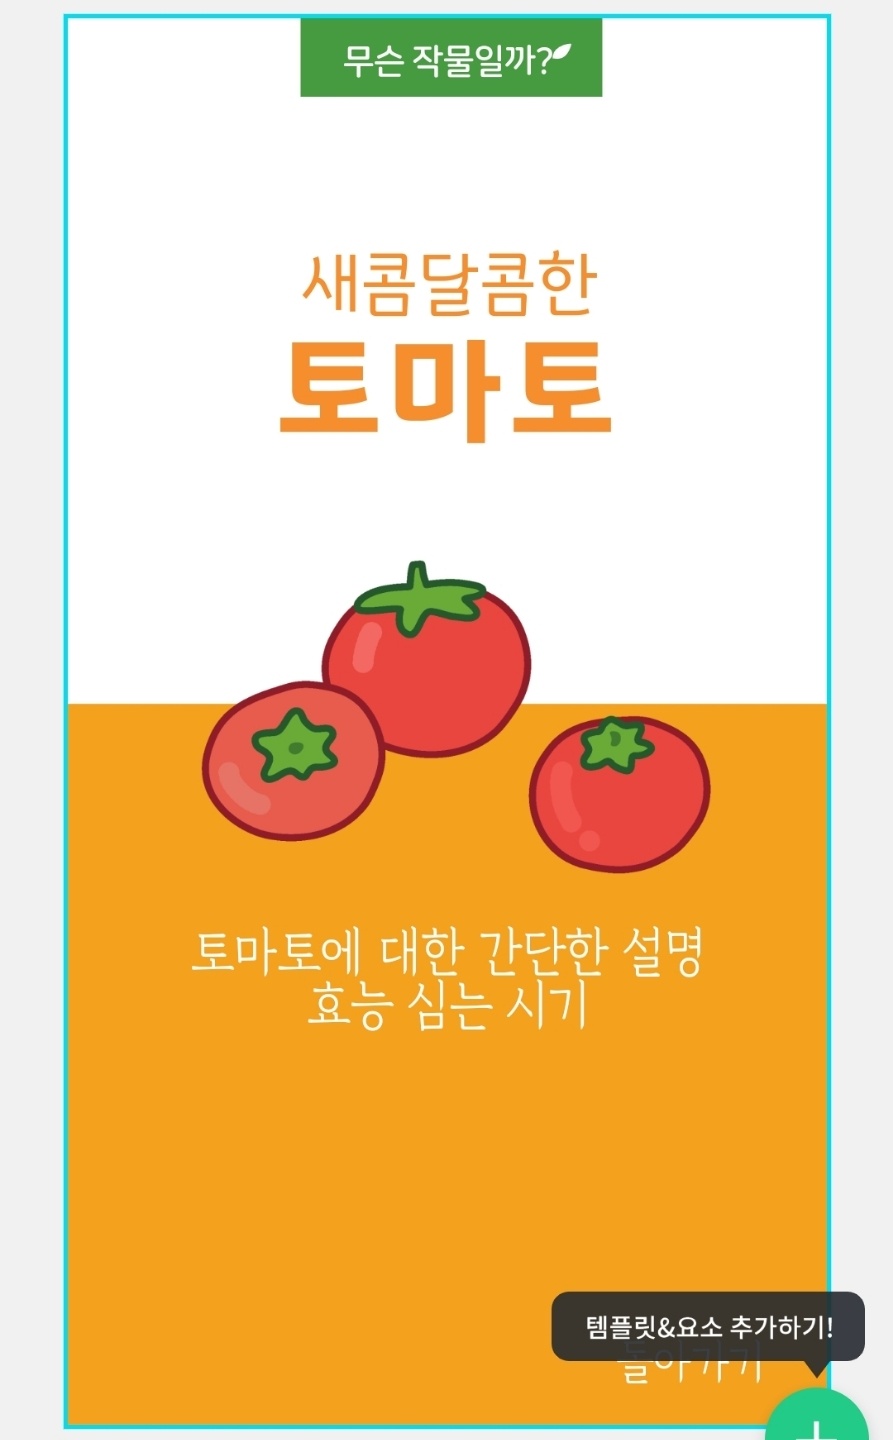 무슨 작물일까?
새콤달콤한
토마토
토마토에 대한 간단한 설명
효능 심는 시기
템플릿&요소 추가하기!
돌아가기